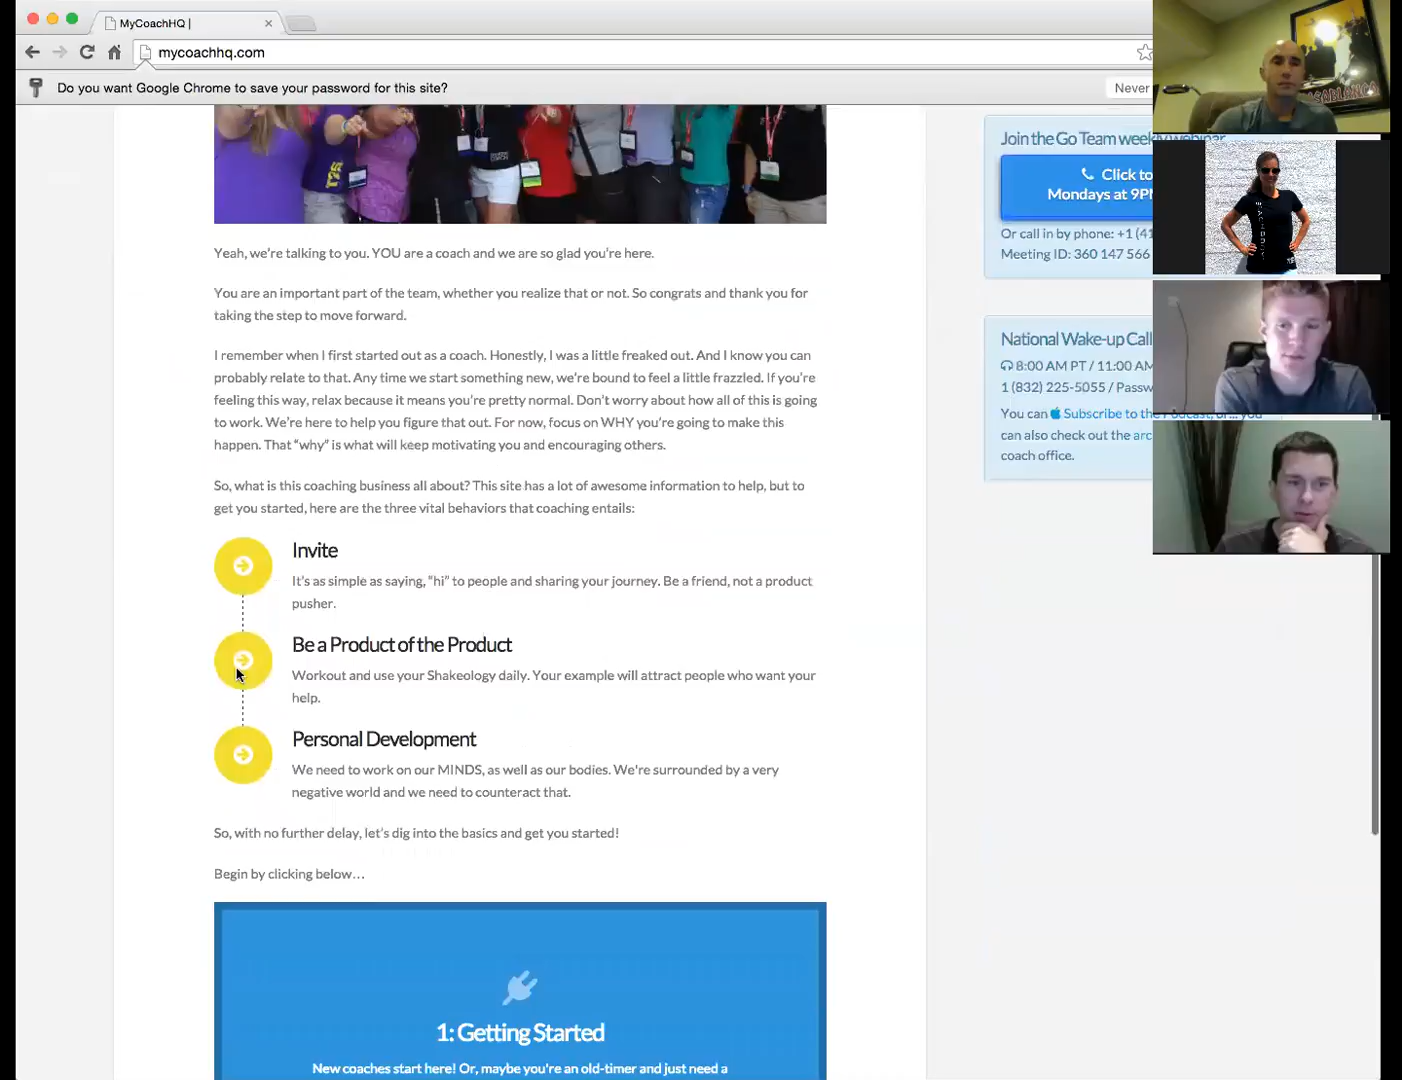 MyCoachHQ |
mycoachhq.com
Do you want Google Chrome to save your password for this site?
Never
Yeah, we're talking to you. YOU are a coach and we are so glad you're here.
You are an important part of the team, whether you realize that or not. So congrats and thank you for
taking the step to move forward.
I remember when I first started out as a coach. Honestly, I was a little freaked out. And I know you can
probably relate to that. Any time we start something new, we're bound to feel a little frazzled. If you're
feeling this way, relax because it means you're pretty normal. Don't worry about how all of this is going
to work. We're here to help you figure that out. For now, focus on WHY you're going to make this
happen. That "why" is what will keep motivating you and encouraging others.
So, what is this coaching business all about? This site has a lot of awesome information to help, but to
get you started, here are the three vital behaviors that coaching entails:
Invite
It's as simple as saying, "hi" to people and sharing your journey. Be a friend, not a product
pusher.
Be a Product of the Product
Workout and use your Shakeology daily. Your example will attract people who want your
help.
Personal Development
We need to work on our MINDS, as well as our bodies. We're surrounded by a very
negative world and we need to counteract that.
So, with no further delay, let's dig into the basics and get you started!
Begin by clicking below...
1: Getting Started
New coaches start here! Or, maybe you're an old-timer and just need a
Join the Go Team weekly webinar
Click to
Mondays at 9P
Or call in by phone: +1 (41
Meeting ID: 360 147 566
National Wake-up Call
8:00 AM PT / 11:00 AM
1 (832) 225-5055 / Passw
You can Subscribe to the Podcast, or... you
can also check out the arc
coach office.